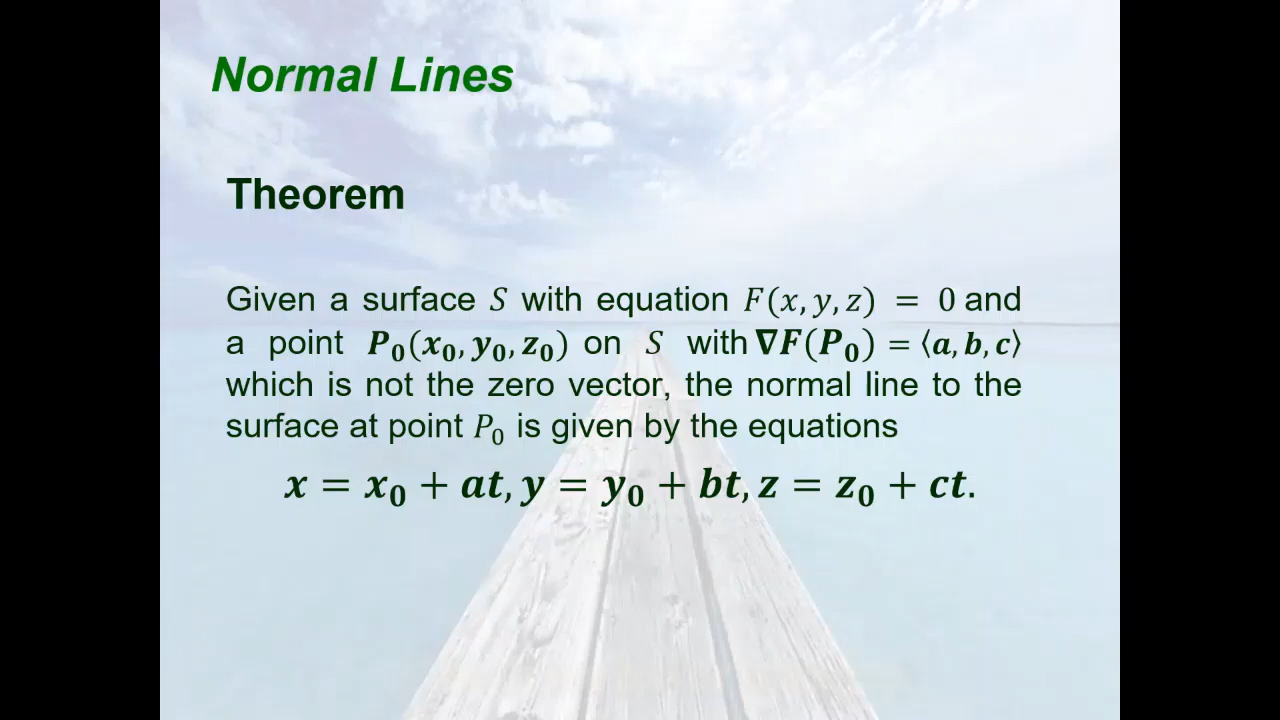 Normal Lines
Theorem
Given a surface S with equation F(x, y, z) = 0 and
a point P₀(x₀, y₀, z₀) on S with ∇F(P₀) = ⟨a, b, c⟩
which is not the zero vector, the normal line to the
surface at point P₀ is given by the equations
x = x₀ + at, y = y₀ + bt, z = z₀ + ct.